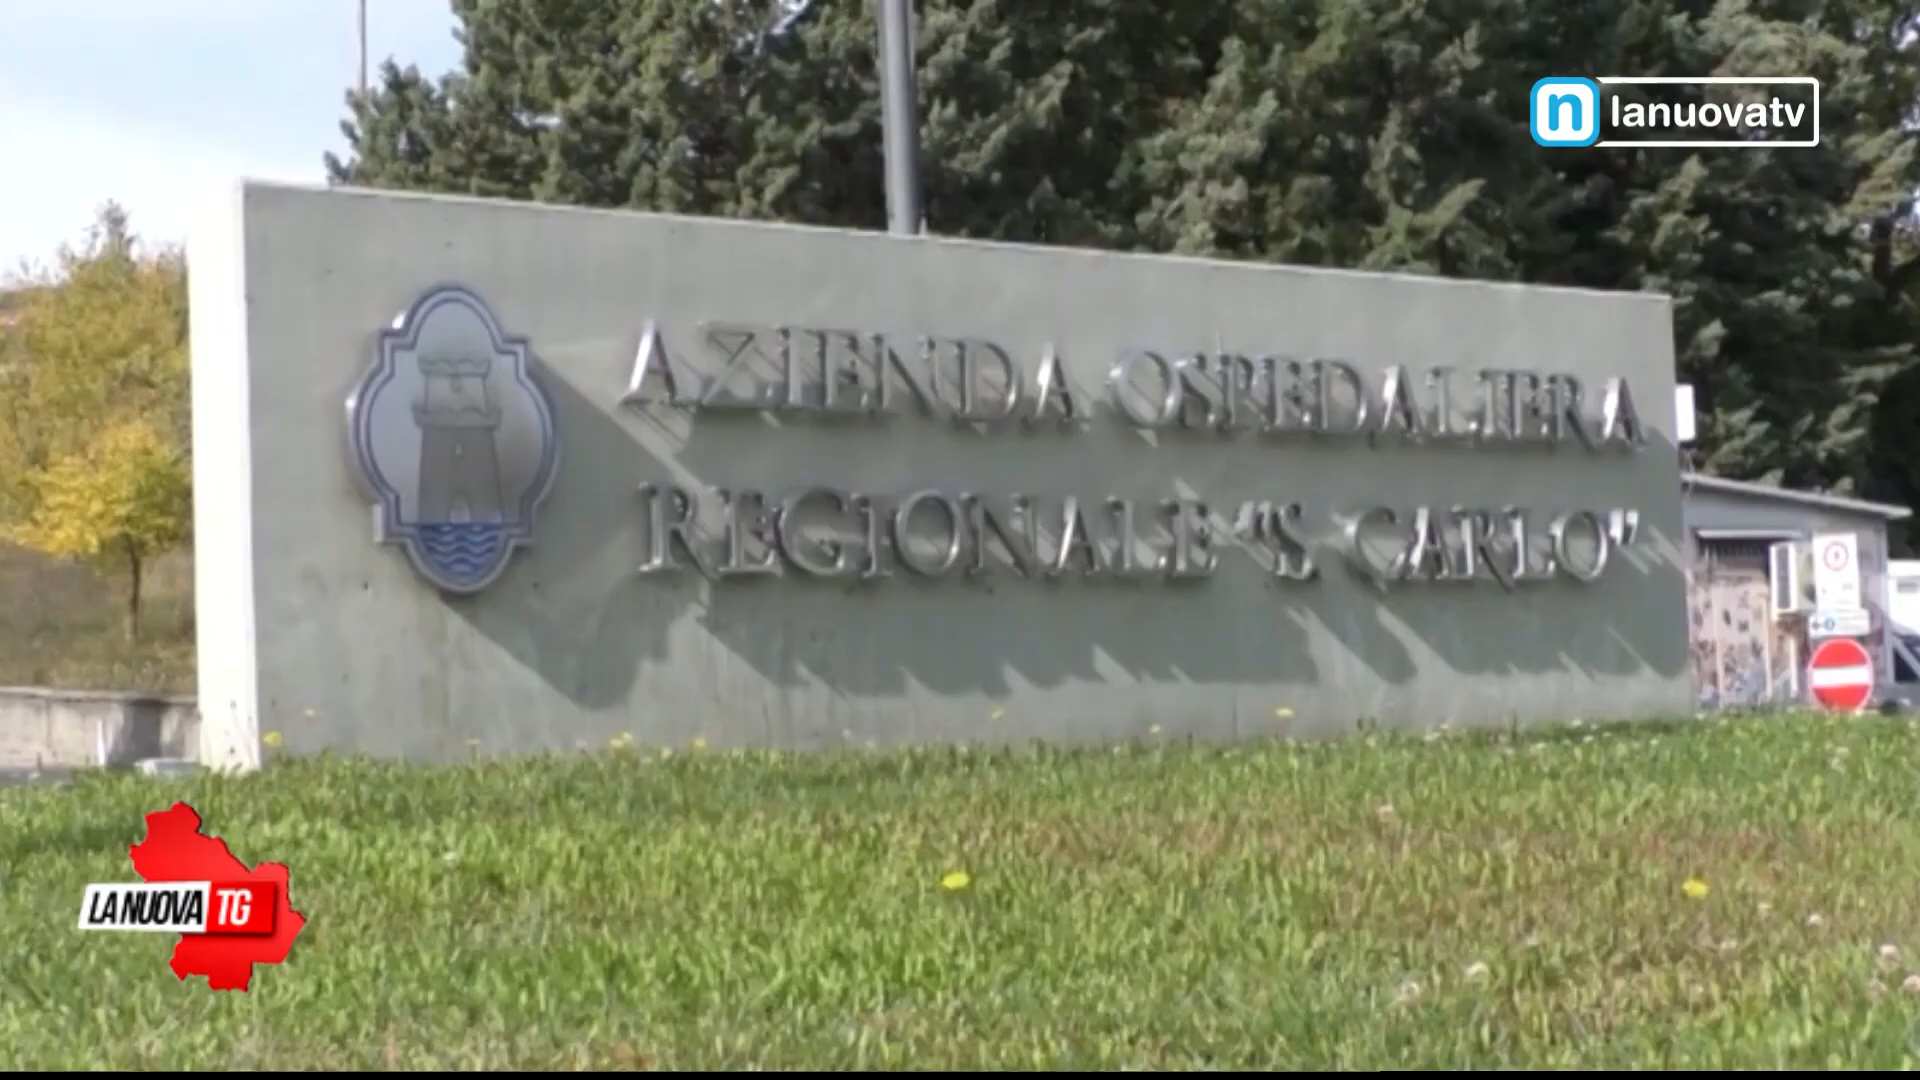 n lanuovatv
AZIENDA OSPEDALIERA
REGIONALE "S. CARLO"
LA NUOVA TG